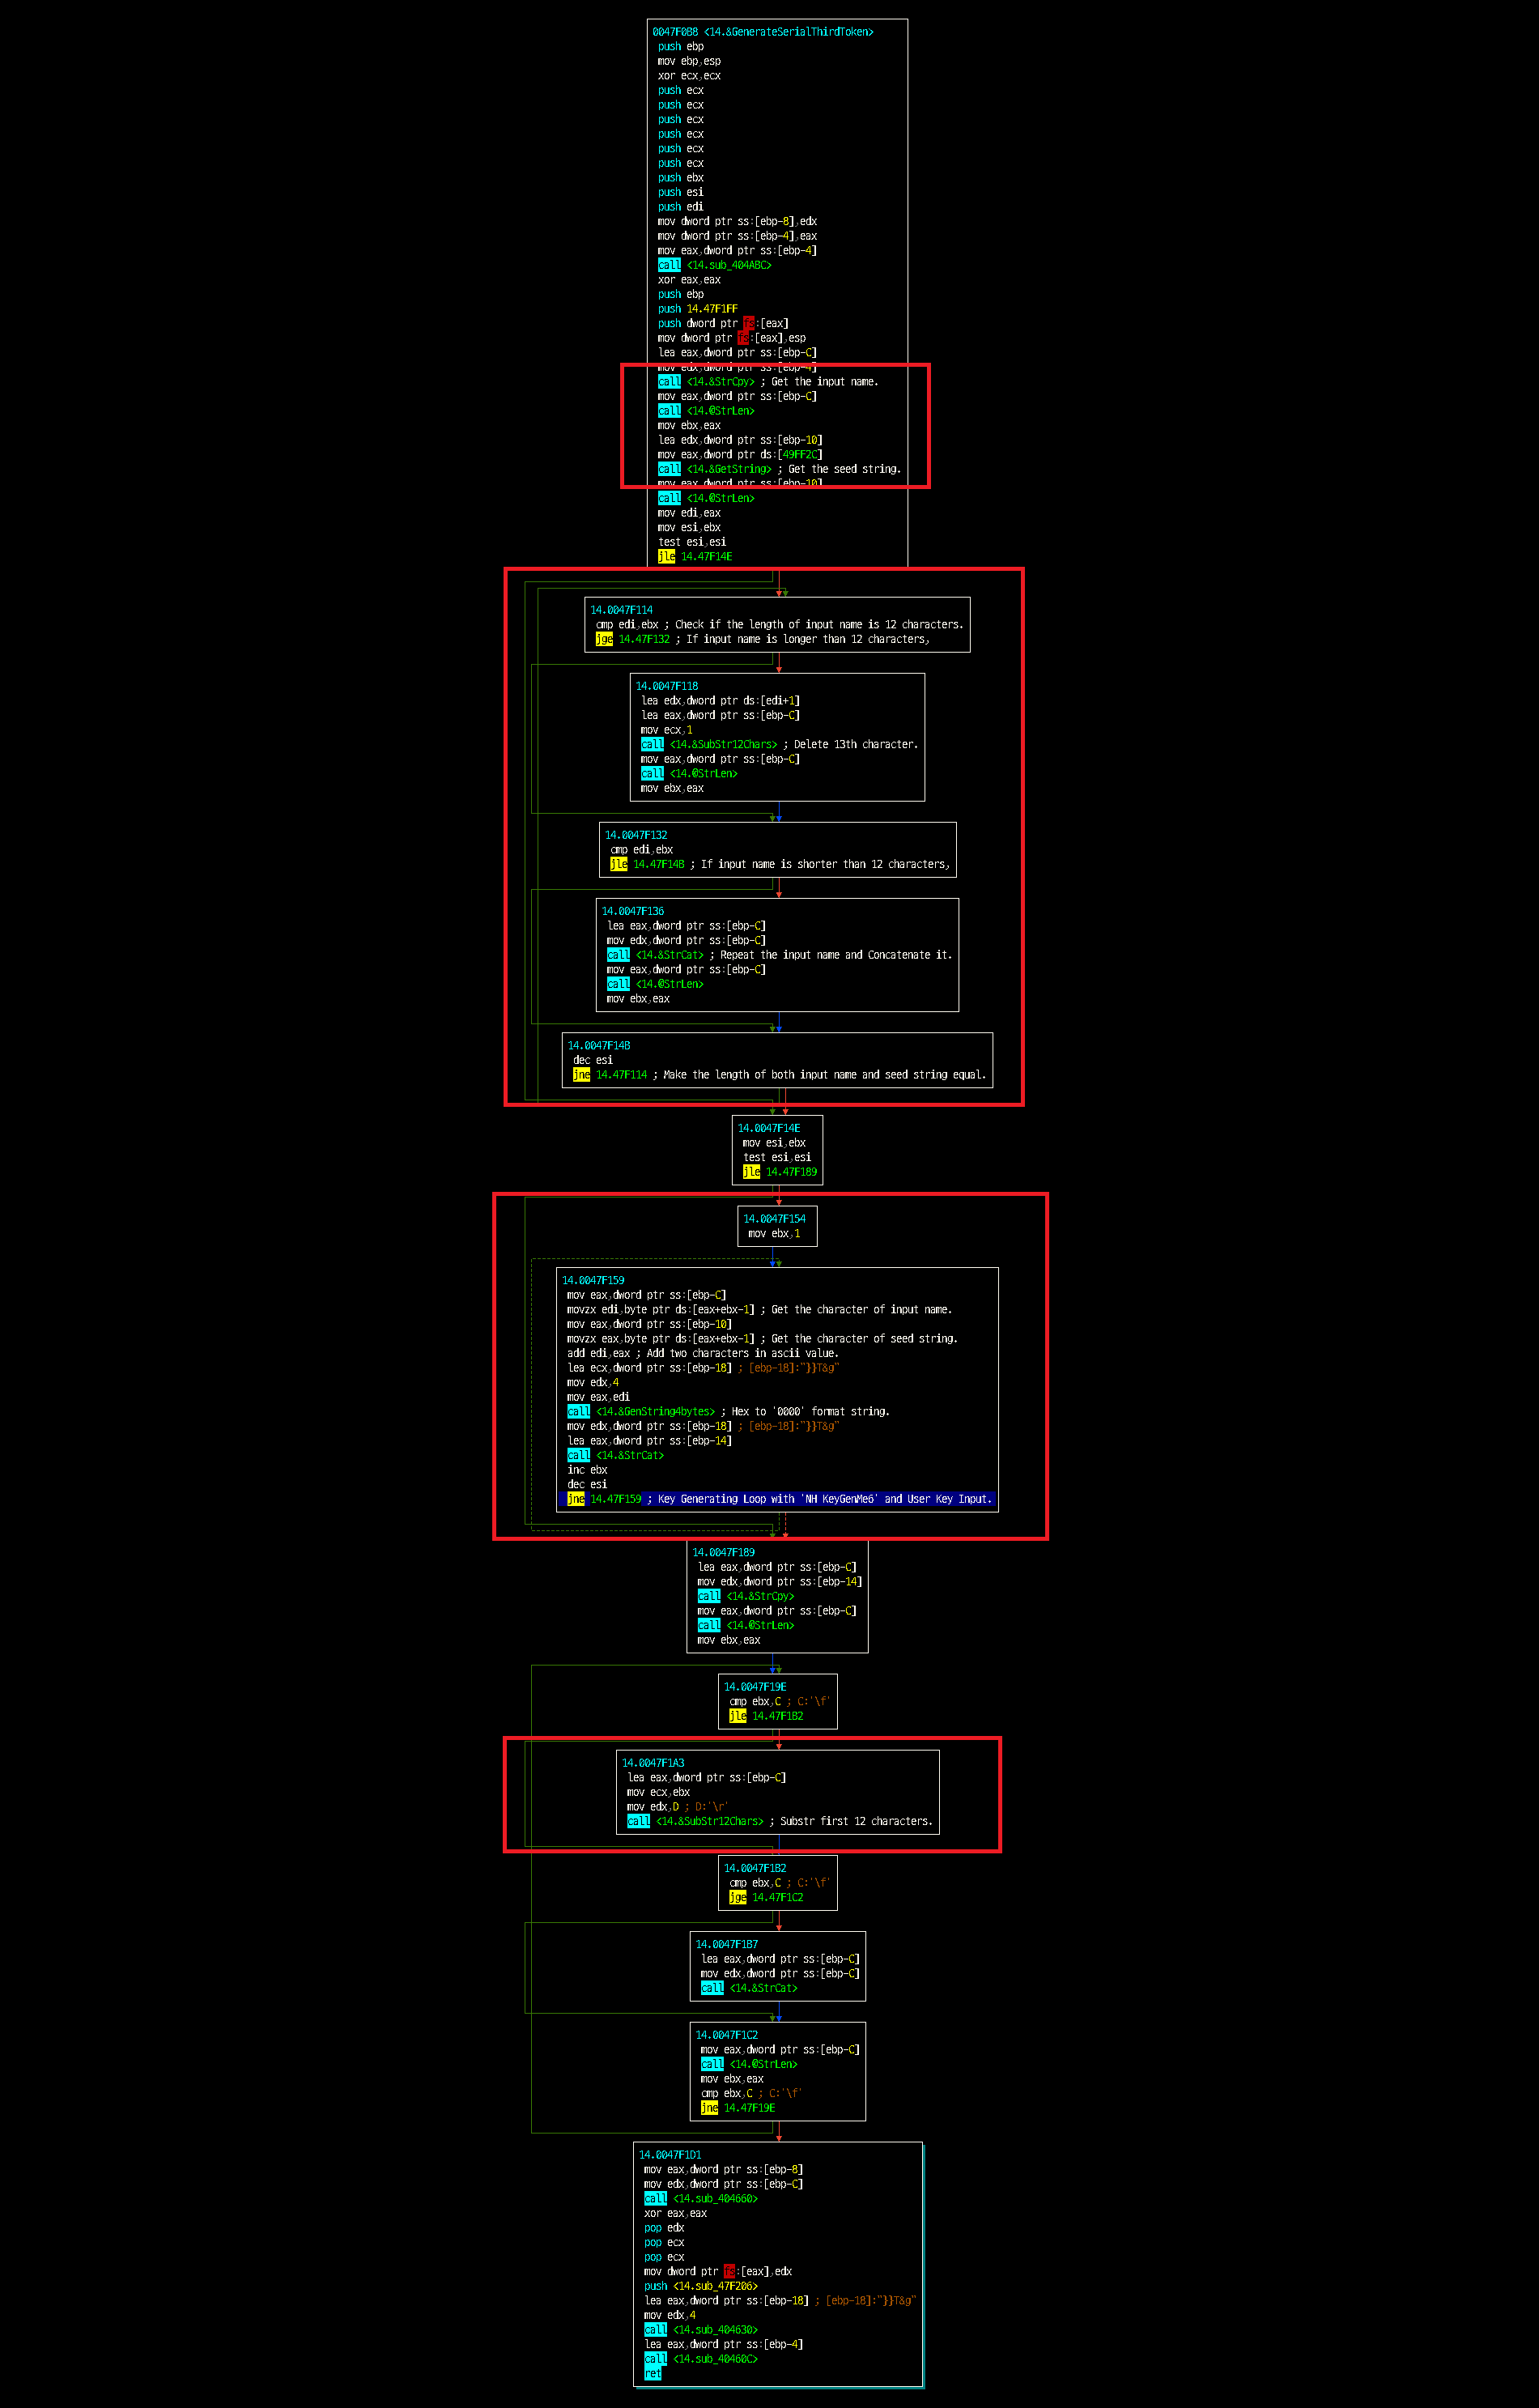 0047F0B8 <14.&GenerateSerialThirdToken>
push ebp
mov ebp,esp
xor ecx,ecx
push ecx
push ecx
push ecx
push ecx
push ecx
push ecx
push ebx
push esi
push edi
mov dword ptr ss:[ebp-8],edx
mov dword ptr ss:[ebp-4],eax
mov eax,dword ptr ss:[ebp-4]
call <14.sub_404ABC>
xor eax,eax
push ebp
push 14.47F1FF
push dword ptr fs:[eax]
mov dword ptr fs:[eax],esp
lea eax,dword ptr ss:[ebp-C]
mov edx,dword ptr ss:[ebp-4]
call <14.&StrCpy> ; Get the input name.
mov eax,dword ptr ss:[ebp-C]
call <14.@StrLen>
mov ebx,eax
lea edx,dword ptr ss:[ebp-10]
mov eax,dword ptr ds:[49FF2C]
call <14.&GetString> ; Get the seed string.
mov eax,dword ptr ss:[ebp-10]
call <14.@StrLen>
mov edi,eax
mov esi,ebx
test esi,esi
jle 14.47F14E
14.0047F114
cmp edi,ebx ; Check if the length of input name is 12 characters.
jge 14.47F132 ; If input name is longer than 12 characters,
14.0047F118
lea edx,dword ptr ds:[edi+1]
lea eax,dword ptr ss:[ebp-C]
mov ecx,1
call <14.&SubStr12Chars> ; Delete 13th character.
mov eax,dword ptr ss:[ebp-C]
call <14.@StrLen>
mov ebx,eax
14.0047F132
cmp edi,ebx
jle 14.47F14B ; If input name is shorter than 12 characters,
14.0047F136
lea eax,dword ptr ss:[ebp-C]
mov edx,dword ptr ss:[ebp-C]
call <14.&StrCat> ; Repeat the input name and Concatenate it.
mov eax,dword ptr ss:[ebp-C]
call <14.@StrLen>
mov ebx,eax
14.0047F14B
dec esi
jne 14.47F114 ; Make the length of both input name and seed string equal.
14.0047F14E
mov esi,ebx
test esi,esi
jle 14.47F189
14.0047F154
mov ebx,1
14.0047F159
mov eax,dword ptr ss:[ebp-C]
movzx edi,byte ptr ds:[eax+ebx-1] ; Get the character of input name.
mov eax,dword ptr ss:[ebp-10]
movzx eax,byte ptr ds:[eax+ebx-1] ; Get the character of seed string.
add edi,eax ; Add two characters in ascii value.
lea ecx,dword ptr ss:[ebp-18] ; [ebp-18]:"}}T&g"
mov edx,4
mov eax,edi
call <14.&GenString4bytes> ; Hex to '0000' format string.
mov edx,dword ptr ss:[ebp-18] ; [ebp-18]:"}}T&g"
lea eax,dword ptr ss:[ebp-14]
call <14.&StrCat>
inc ebx
dec esi
jne 14.47F159 ; Key Generating Loop with 'NH KeyGenMe6' and User Key Input.
14.0047F189
lea eax,dword ptr ss:[ebp-C]
mov edx,dword ptr ss:[ebp-14]
call <14.&StrCpy>
mov eax,dword ptr ss:[ebp-C]
call <14.@StrLen>
mov ebx,eax
14.0047F19E
cmp ebx,C ; C:'\f'
jle 14.47F1B2
14.0047F1A3
lea eax,dword ptr ss:[ebp-C]
mov ecx,ebx
mov edx,D ; D:'\r'
call <14.&SubStr12Chars> ; Substr first 12 characters.
14.0047F1B2
cmp ebx,C ; C:'\f'
jge 14.47F1C2
14.0047F1B7
lea eax,dword ptr ss:[ebp-C]
mov edx,dword ptr ss:[ebp-C]
call <14.&StrCat>
14.0047F1C2
mov eax,dword ptr ss:[ebp-C]
call <14.@StrLen>
mov ebx,eax
cmp ebx,C ; C:'\f'
jne 14.47F19E
14.0047F1D1
mov eax,dword ptr ss:[ebp-8]
mov edx,dword ptr ss:[ebp-C]
call <14.sub_404660>
xor eax,eax
pop edx
pop ecx
pop ecx
mov dword ptr fs:[eax],edx
push <14.sub_47F206>
lea eax,dword ptr ss:[ebp-18] ; [ebp-18]:"}}T&g"
mov edx,4
call <14.sub_404630>
lea eax,dword ptr ss:[ebp-4]
call <14.sub_40460C>
ret